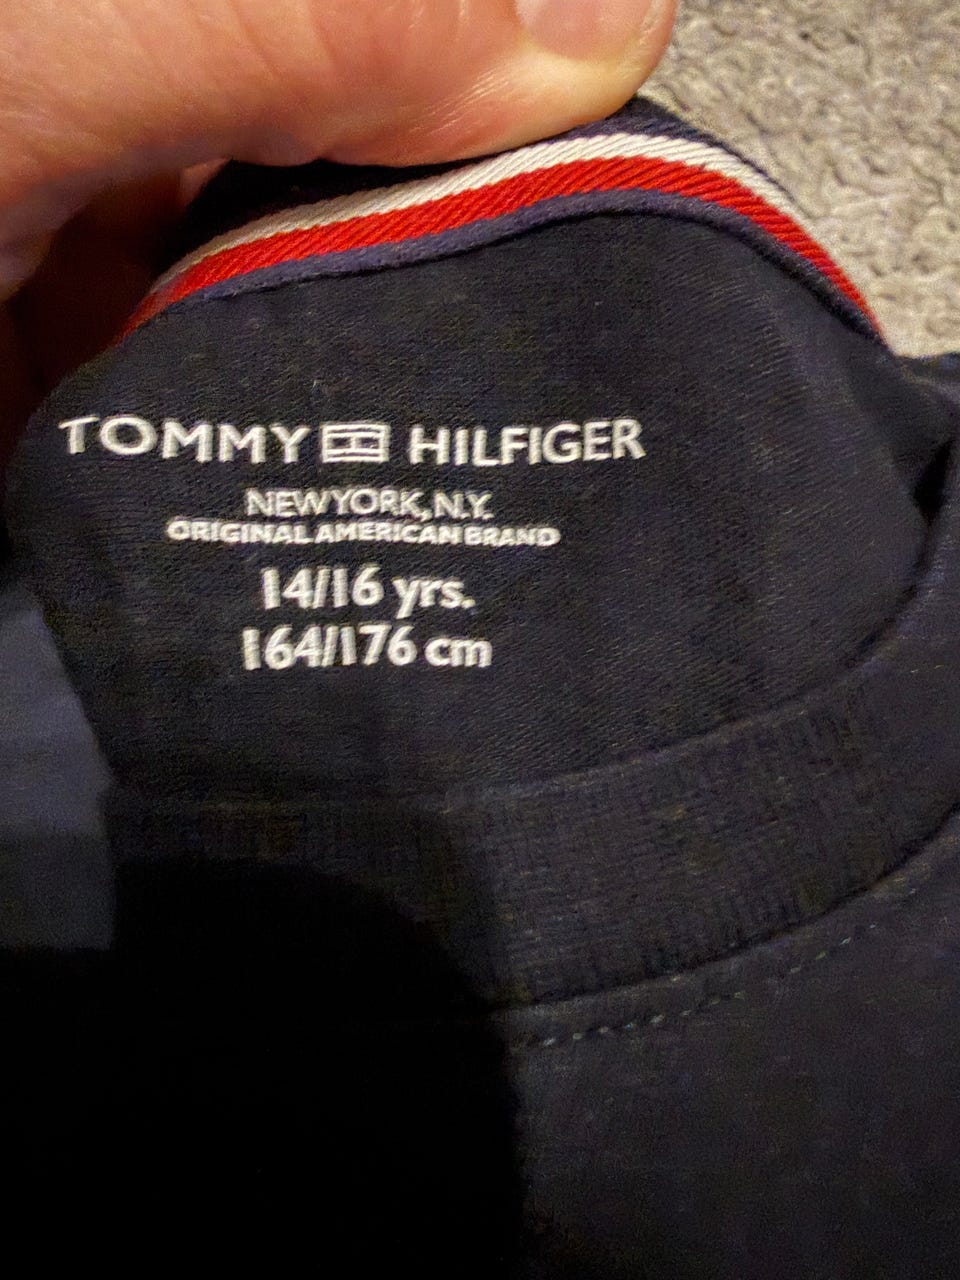 TOMMY HILFIGER
NEW YORK, N.Y.
ORIGINAL AMERICAN BRAND
14/16 yrs.
164/176 cm